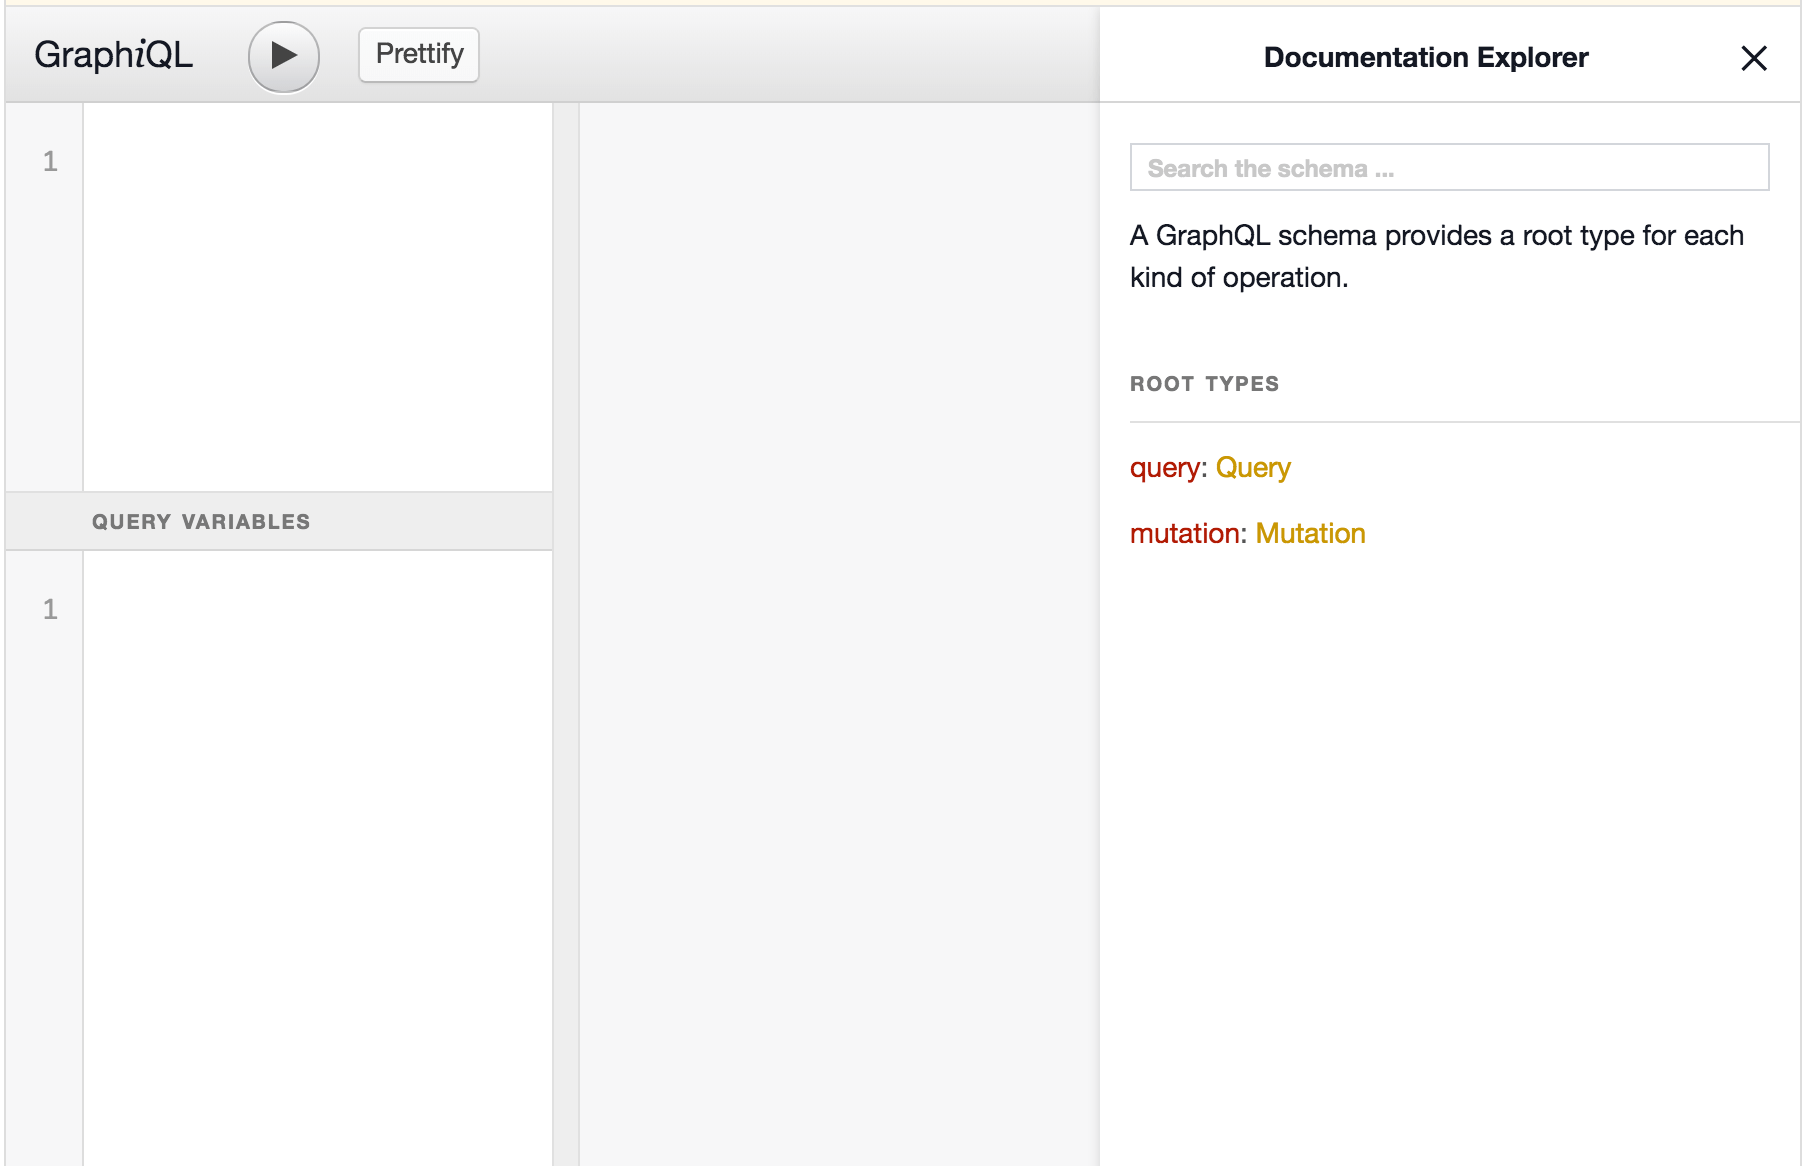 GraphiQL
Prettify
1
QUERY VARIABLES
1
Documentation Explorer
Search the schema ...
A GraphQL schema provides a root type for each
kind of operation.
ROOT TYPES
query: Query
mutation: Mutation